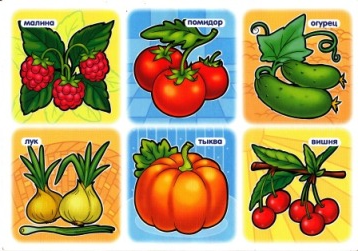 малина
помидор
огурец
лук
тыква
вишня